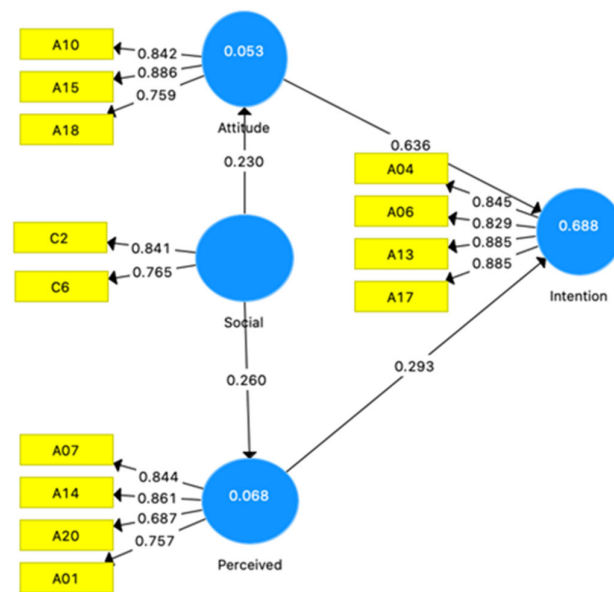 A10
A15
A18
0.842
0.886
0.759
0.053
Attitude
0.230
0.636
A04
A06
A13
A17
0.845
0.829
0.885
0.885
0.688
Intention
C2
C6
0.841
0.765
Social
0.260
0.293
A07
A14
A20
A01
0.844
0.861
0.687
0.757
0.068
Perceived